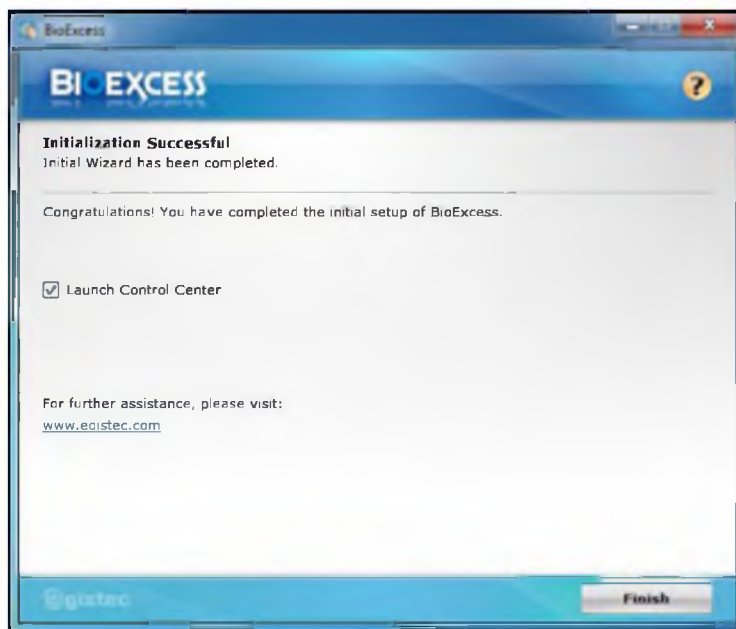 BioExcess
BIOEXCESS
?
Initialization Successful
Initial Wizard has been completed.
Congratulations! You have completed the initial setup of BioExcess.
Launch Control Center
For further assistance, please visit:
www.egistec.com
egistec
Finish